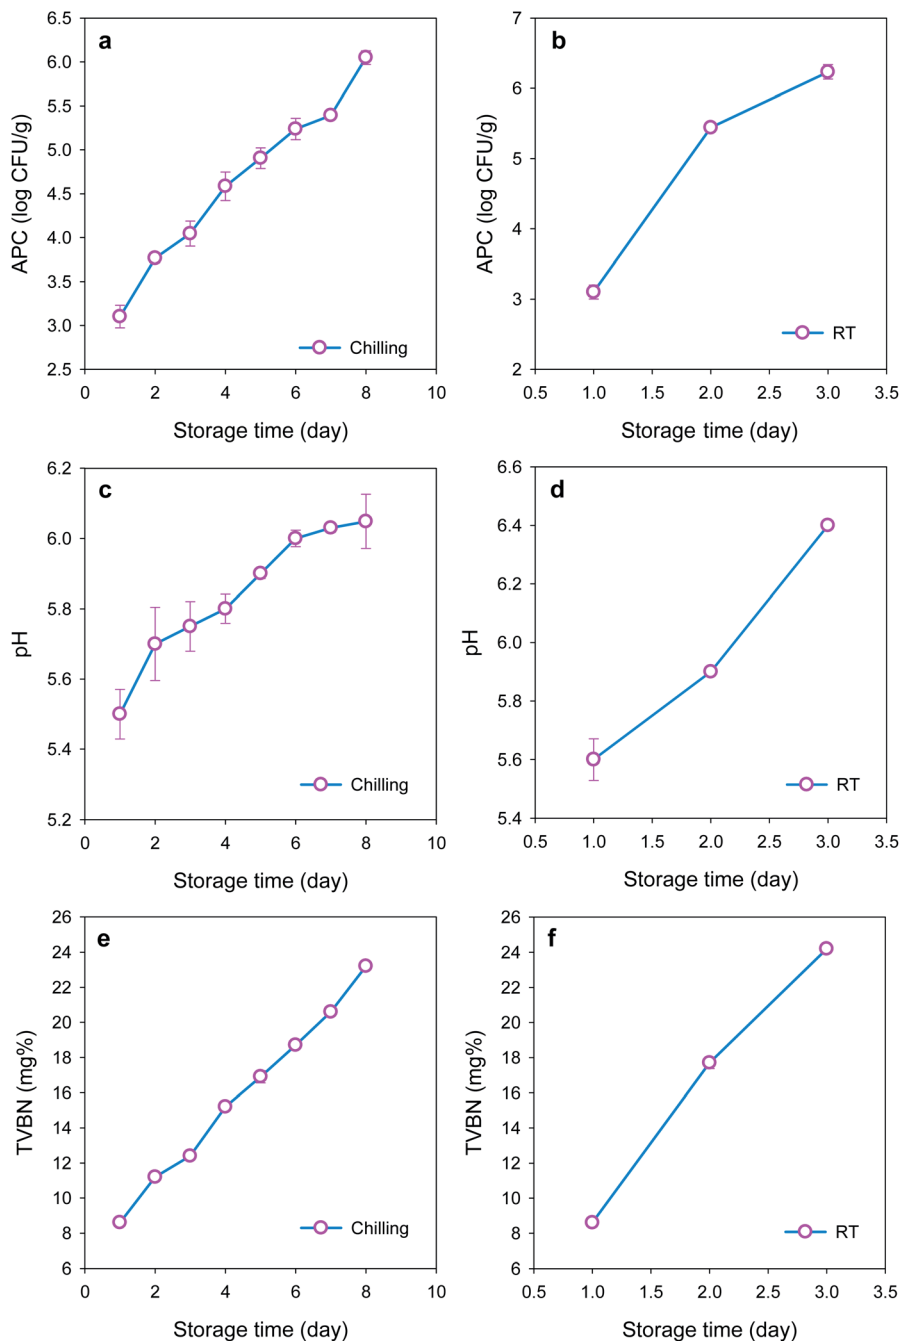 a
6.5
6.0
5.5
5.0
4.5
4.0
3.5
3.0
2.5
APC (log CFU/g)
Chilling
0 2 4 6 8 10
Storage time (day)
b
7
6
5
4
3
2
APC (log CFU/g)
RT
0.5 1.0 1.5 2.0 2.5 3.0 3.5
Storage time (day)
c
6.2
6.0
5.8
5.6
5.4
5.2
pH
Chilling
0 2 4 6 8 10
Storage time (day)
d
6.6
6.4
6.2
6.0
5.8
5.6
5.4
pH
RT
0.5 1.0 1.5 2.0 2.5 3.0 3.5
Storage time (day)
e
26
24
22
20
18
16
14
12
10
8
6
TVBN (mg%)
Chilling
0 2 4 6 8 10
Storage time (day)
f
26
24
22
20
18
16
14
12
10
8
6
TVBN (mg%)
RT
0.5 1.0 1.5 2.0 2.5 3.0 3.5
Storage time (day)